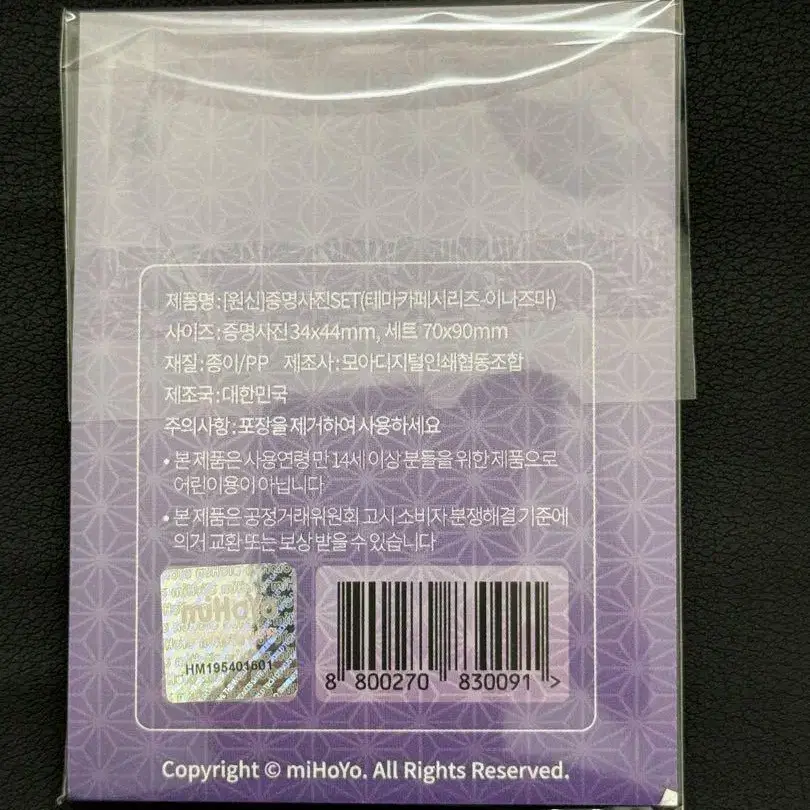 제품명 : [원신]증명사진SET(테마카페시리즈-이나즈마)
사이즈 : 증명사진 34x44mm, 세트 70x90mm
재질 : 종이/PP 제조사 : 모아디지털인쇄협동조합
제조국 : 대한민국
주의사항 : 포장을 제거하여 사용하세요
• 본 제품은 사용연령 만 14세 이상 분들을 위한 제품으로
어린이용이 아닙니다
• 본 제품은 공정거래위원회 고시 소비자 분쟁해결 기준에
의거 교환 또는 보상 받을 수 있습니다
miHoYo
HM195401601
8 800270 830091 >
Copyright © miHoYo. All Rights Reserved.